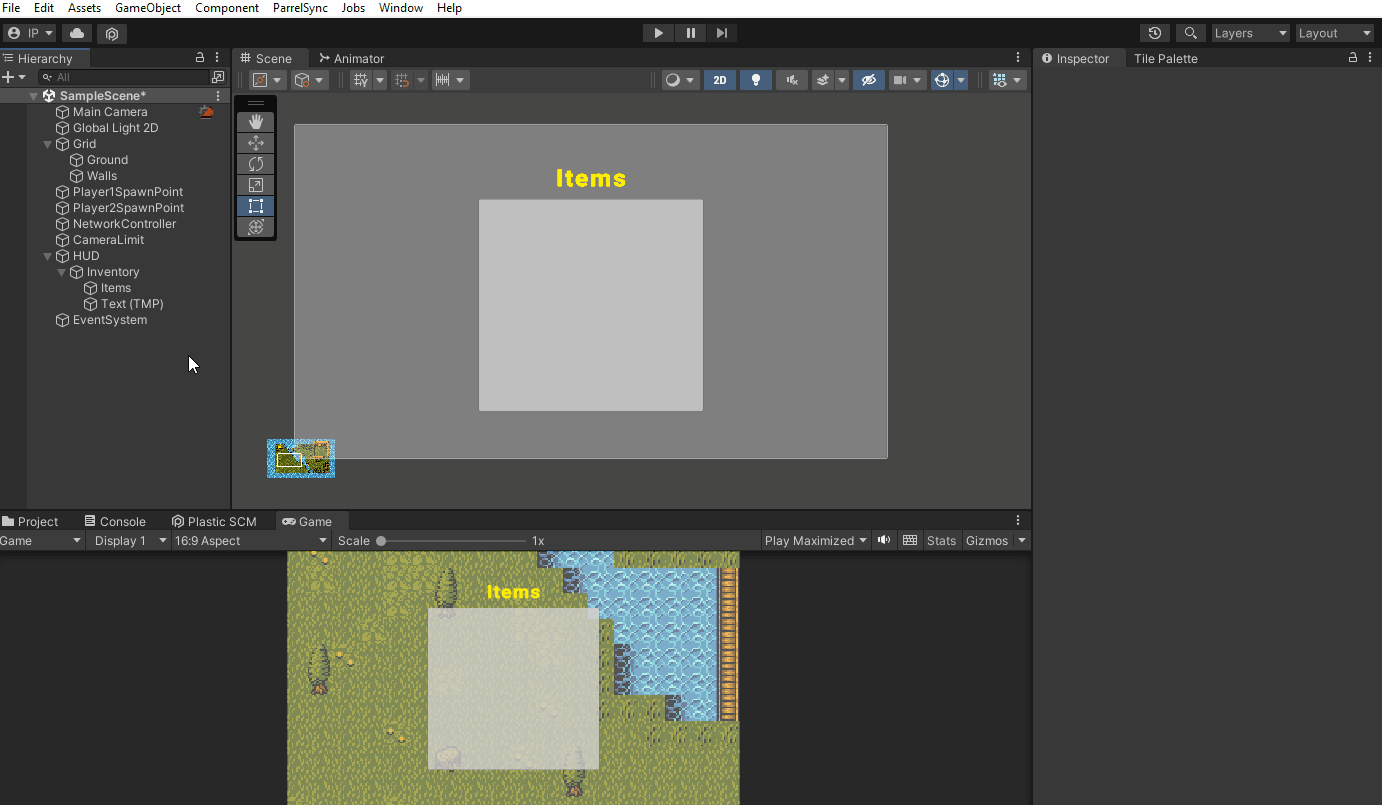 File Edit Assets GameObject Component ParrelSync Jobs Window Help
IP Layers Layout
Hierarchy Scene Animator Inspector Tile Palette
All 2D
SampleScene*
Main Camera
Global Light 2D
Grid
Ground
Walls
Player1SpawnPoint
Player2SpawnPoint
NetworkController
CameraLimit
HUD
Inventory
Items
Text (TMP)
EventSystem
Items
Project Console Plastic SCM Game
Game Display 1 16:9 Aspect Scale 1x Play Maximized Stats Gizmos
Items